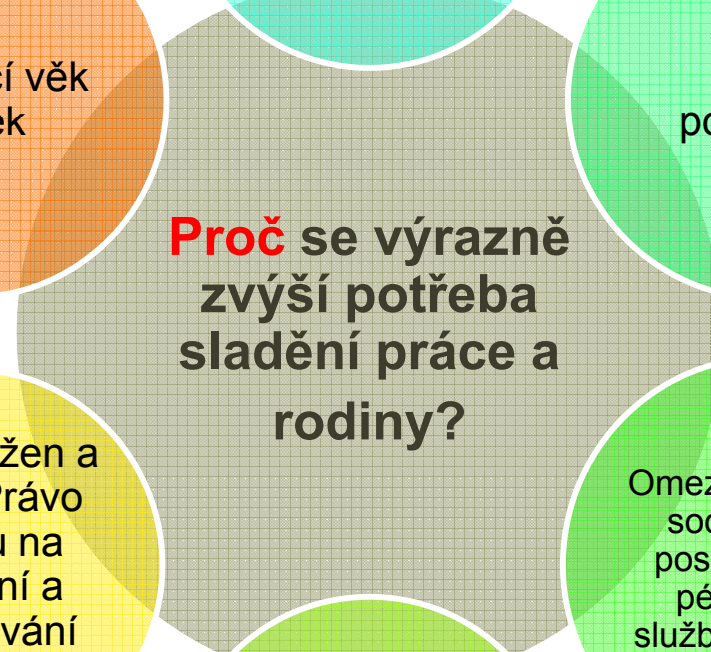 cí věk
ek
po
Proč se výrazně
zvýší potřeba
sladění práce a
rodiny?
žen a
Právo
u na
ní a
vání
Omez
soc
pos
pé
služb